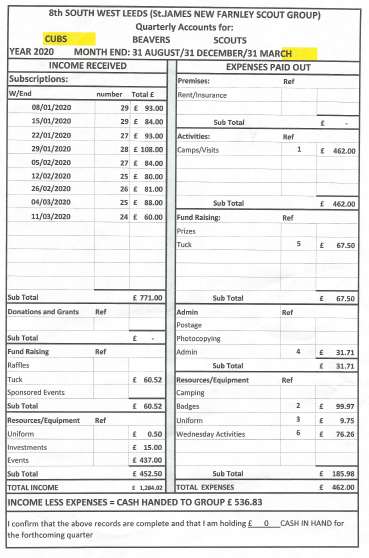 8th SOUTH WEST LEEDS (St.JAMES NEW FARNLEY SCOUT GROUP)
Quarterly Accounts for:
CUBS BEAVERS SCOUTS
YEAR 2020 MONTH END: 31 AUGUST/31 DECEMBER/31 MARCH
INCOME RECEIVED EXPENSES PAID OUT
Subscriptions: Premises: Ref
W/End number Total £ Rent/Insurance
08/01/2020 29 £ 93.00
15/01/2020 29 £ 84.00 Sub Total £ -
22/01/2020 27 £ 93.00 Activities: Ref
29/01/2020 28 £ 108.00 Camps/Visits 1 £ 462.00
05/02/2020 27 £ 84.00
12/02/2020 25 £ 80.00
26/02/2020 26 £ 81.00
04/03/2020 25 £ 88.00 Sub Total £ 462.00
11/03/2020 24 £ 60.00 Fund Raising: Ref
Prizes
Tuck 5 £ 67.50
Sub Total £ 771.00 Sub Total £ 67.50
Donations and Grants Ref Admin Ref
Postage
Sub Total £ - Photocopying
Fund Raising Ref Admin 4 £ 31.71
Raffles Sub Total £ 31.71
Tuck £ 60.52 Resources/Equipment Ref
Sponsored Events Camping
Sub Total £ 60.52 Badges 2 £ 99.97
Resources/Equipment Ref Uniform 3 £ 9.75
Uniform £ 0.50 Wednesday Activities 6 £ 76.26
Investments £ 15.00
Events £ 437.00
Sub Total £ 452.50 Sub Total £ 185.98
TOTAL INCOME £ 1,284.02 TOTAL EXPENSES £ 462.00
INCOME LESS EXPENSES = CASH HANDED TO GROUP £ 536.83
I confirm that the above records are complete and that I am holding £ 0 CASH IN HAND for
the forthcoming quarter